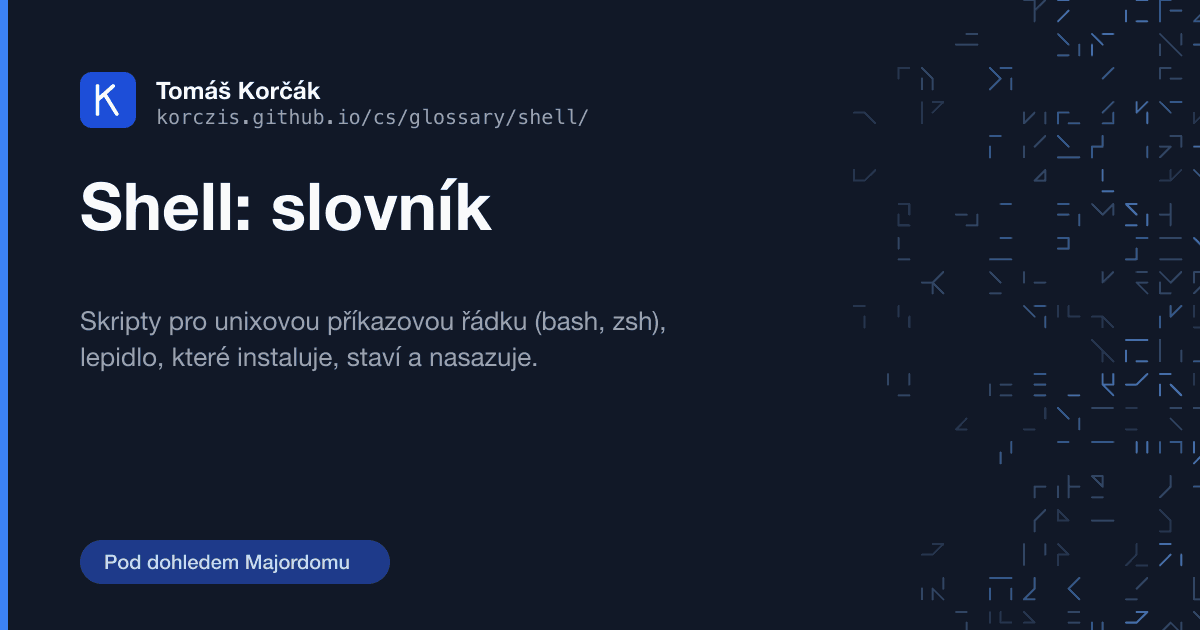 Tomáš Korčák
korczis.github.io/cs/glossary/shell/
Shell: slovník
Skripty pro unixovou příkazovou řádku (bash, zsh),
lepidlo, které instaluje, staví a nasazuje.
Pod dohledem Majordomu